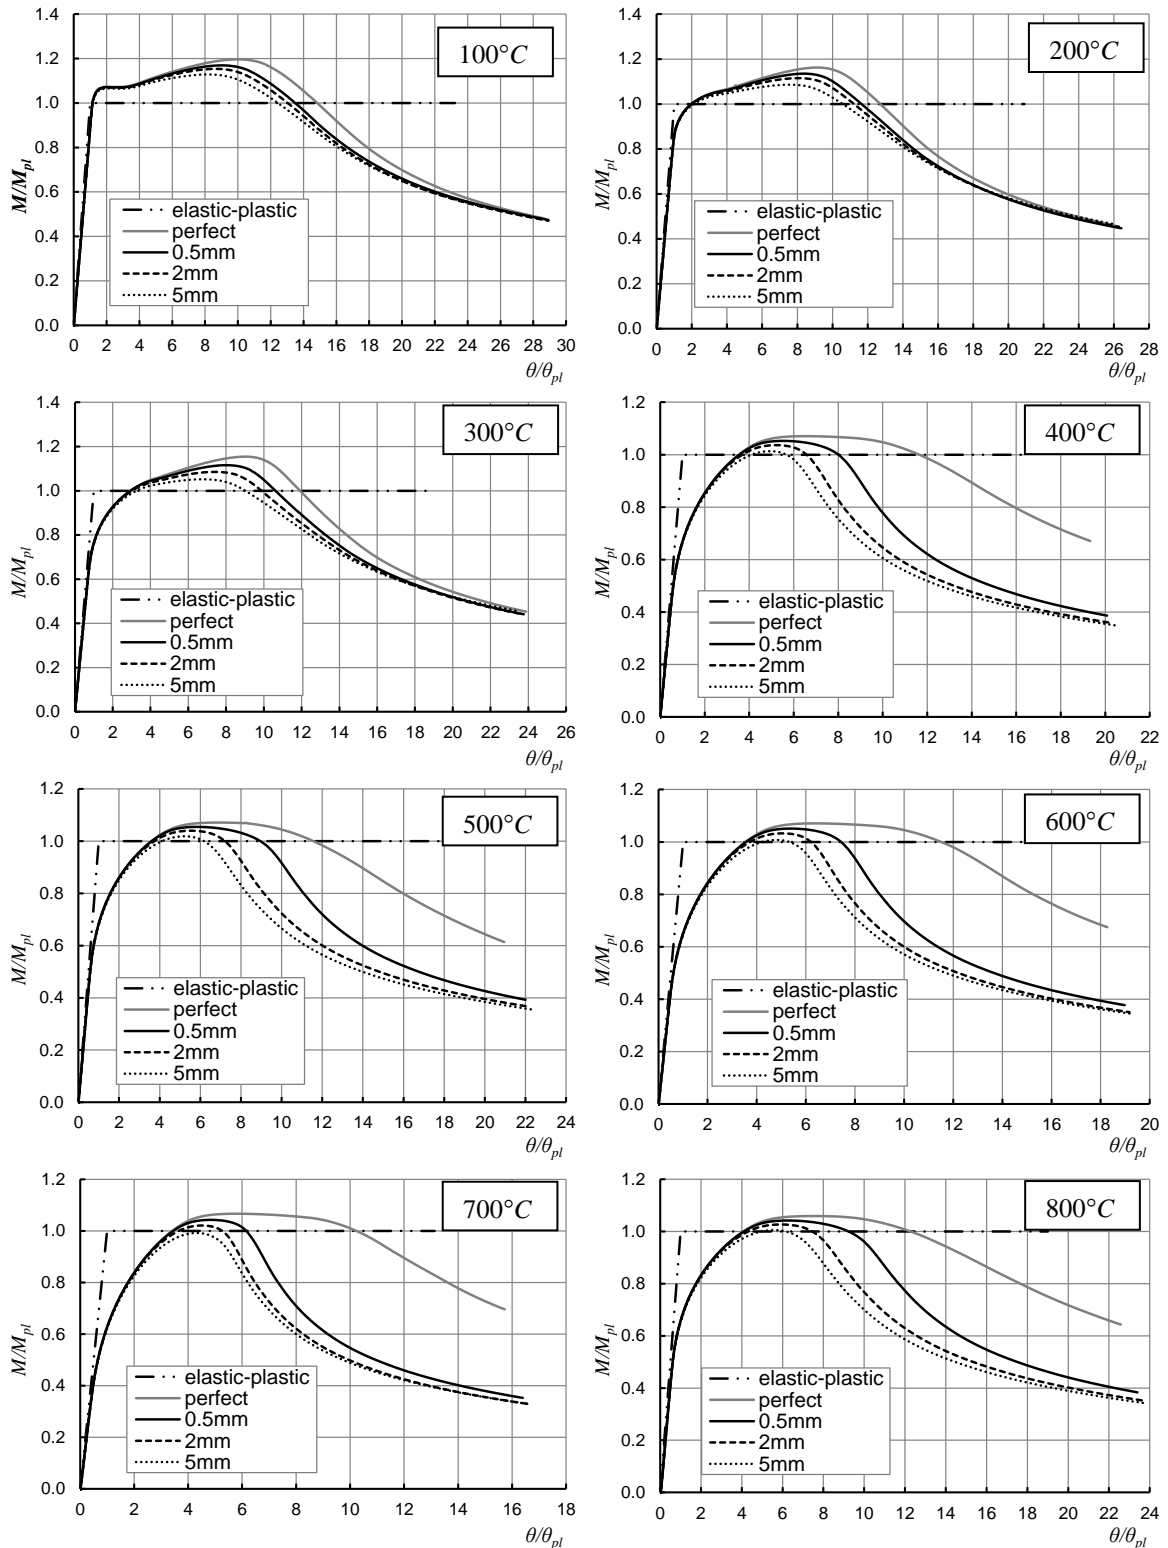 100°C
1.4
1.2
1.0
0.8
0.6
0.4
0.2
0.0
M/Mpl
elastic-plastic
perfect
0.5mm
2mm
5mm
0 2 4 6 8 10 12 14 16 18 20 22 24 26 28 30
θ/θpl
200°C
1.4
1.2
1.0
0.8
0.6
0.4
0.2
0.0
M/Mpl
elastic-plastic
perfect
0.5mm
2mm
5mm
0 2 4 6 8 10 12 14 16 18 20 22 24 26 28
θ/θpl
300°C
1.4
1.2
1.0
0.8
0.6
0.4
0.2
0.0
M/Mpl
elastic-plastic
perfect
0.5mm
2mm
5mm
0 2 4 6 8 10 12 14 16 18 20 22 24 26
θ/θpl
400°C
1.2
1.0
0.8
0.6
0.4
0.2
0.0
M/Mpl
elastic-plastic
perfect
0.5mm
2mm
5mm
0 2 4 6 8 10 12 14 16 18 20 22
θ/θpl
500°C
1.2
1.0
0.8
0.6
0.4
0.2
0.0
M/Mpl
elastic-plastic
perfect
0.5mm
2mm
5mm
0 2 4 6 8 10 12 14 16 18 20 22 24
θ/θpl
600°C
1.2
1.0
0.8
0.6
0.4
0.2
0.0
M/Mpl
elastic-plastic
perfect
0.5mm
2mm
5mm
0 2 4 6 8 10 12 14 16 18 20
θ/θpl
700°C
1.2
1.0
0.8
0.6
0.4
0.2
0.0
M/Mpl
elastic-plastic
perfect
0.5mm
2mm
5mm
0 2 4 6 8 10 12 14 16 18
θ/θpl
800°C
1.2
1.0
0.8
0.6
0.4
0.2
0.0
M/Mpl
elastic-plastic
perfect
0.5mm
2mm
5mm
0 2 4 6 8 10 12 14 16 18 20 22 24
θ/θpl